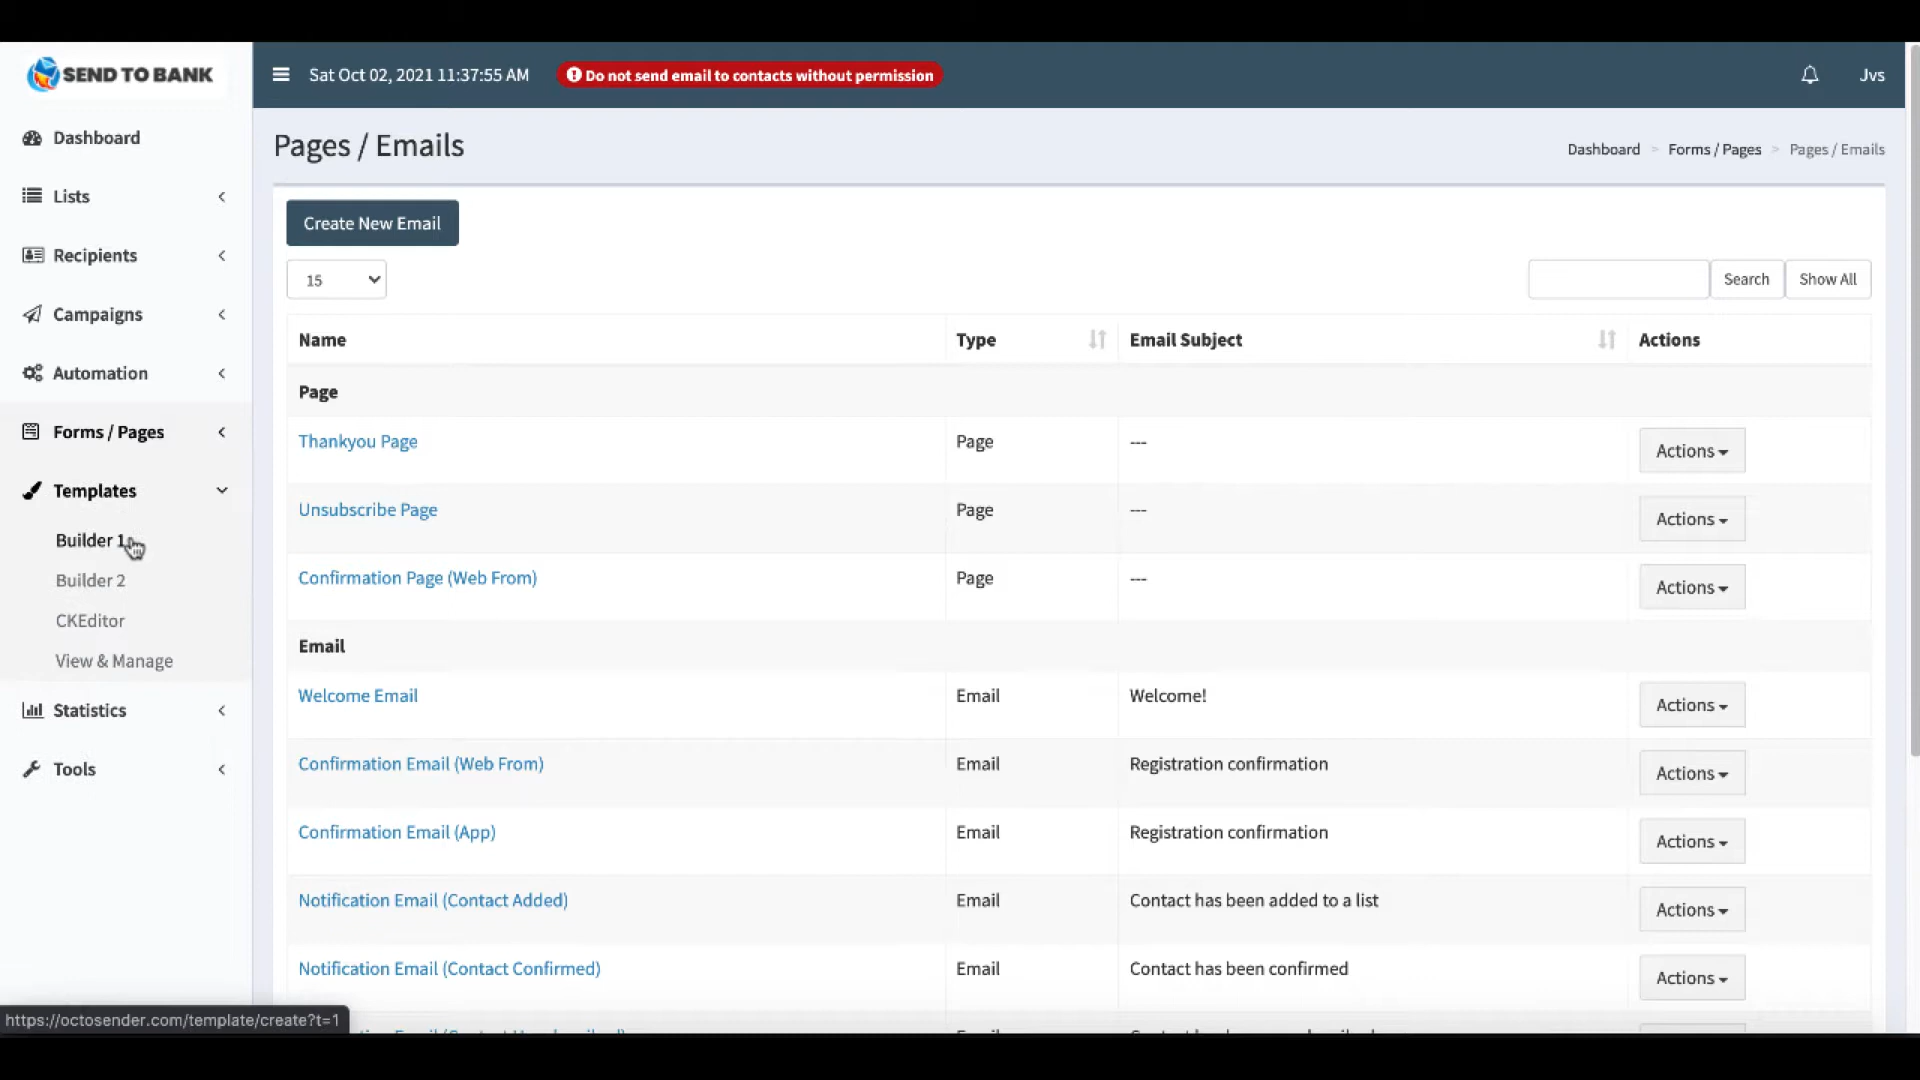 SEND TO BANK
Sat Oct 02, 2021 11:37:55 AM
Do not send email to contacts without permission
Jvs
Dashboard
Lists
Recipients
Campaigns
Automation
Forms / Pages
Templates
Builder 1
Builder 2
CKEditor
View & Manage
Statistics
Tools
Pages / Emails
Dashboard > Forms / Pages > Pages / Emails
Create New Email
15
Search
Show All
Name Type Email Subject Actions
Page
Thankyou Page Page --- Actions
Unsubscribe Page Page --- Actions
Confirmation Page (Web From) Page --- Actions
Email
Welcome Email Email Welcome! Actions
Confirmation Email (Web From) Email Registration confirmation Actions
Confirmation Email (App) Email Registration confirmation Actions
Notification Email (Contact Added) Email Contact has been added to a list Actions
Notification Email (Contact Confirmed) Email Contact has been confirmed Actions
https://octosender.com/template/create?t=1